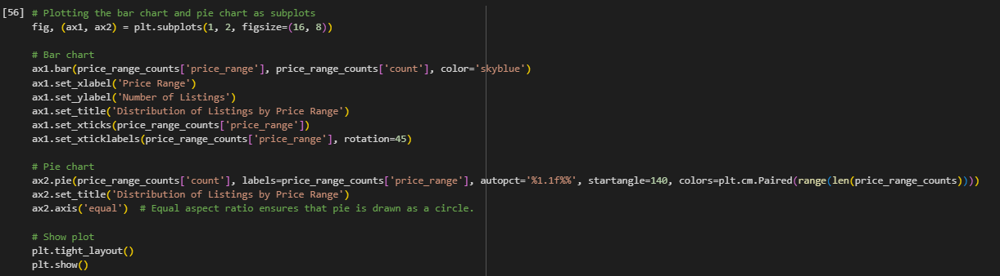 [56] # Plotting the bar chart and pie chart as subplots
fig, (ax1, ax2) = plt.subplots(1, 2, figsize=(16, 8))
# Bar chart
ax1.bar(price_range_counts['price_range'], price_range_counts['count'], color='skyblue')
ax1.set_xlabel('Price Range')
ax1.set_ylabel('Number of Listings')
ax1.set_title('Distribution of Listings by Price Range')
ax1.set_xticks(price_range_counts['price_range'])
ax1.set_xticklabels(price_range_counts['price_range'], rotation=45)
# Pie chart
ax2.pie(price_range_counts['count'], labels=price_range_counts['price_range'], autopct='%1.1f%%', startangle=140, colors=plt.cm.Paired(range(len(price_range_counts))))
ax2.set_title('Distribution of Listings by Price Range')
ax2.axis('equal')  # Equal aspect ratio ensures that pie is drawn as a circle.
# Show plot
plt.tight_layout()
plt.show()